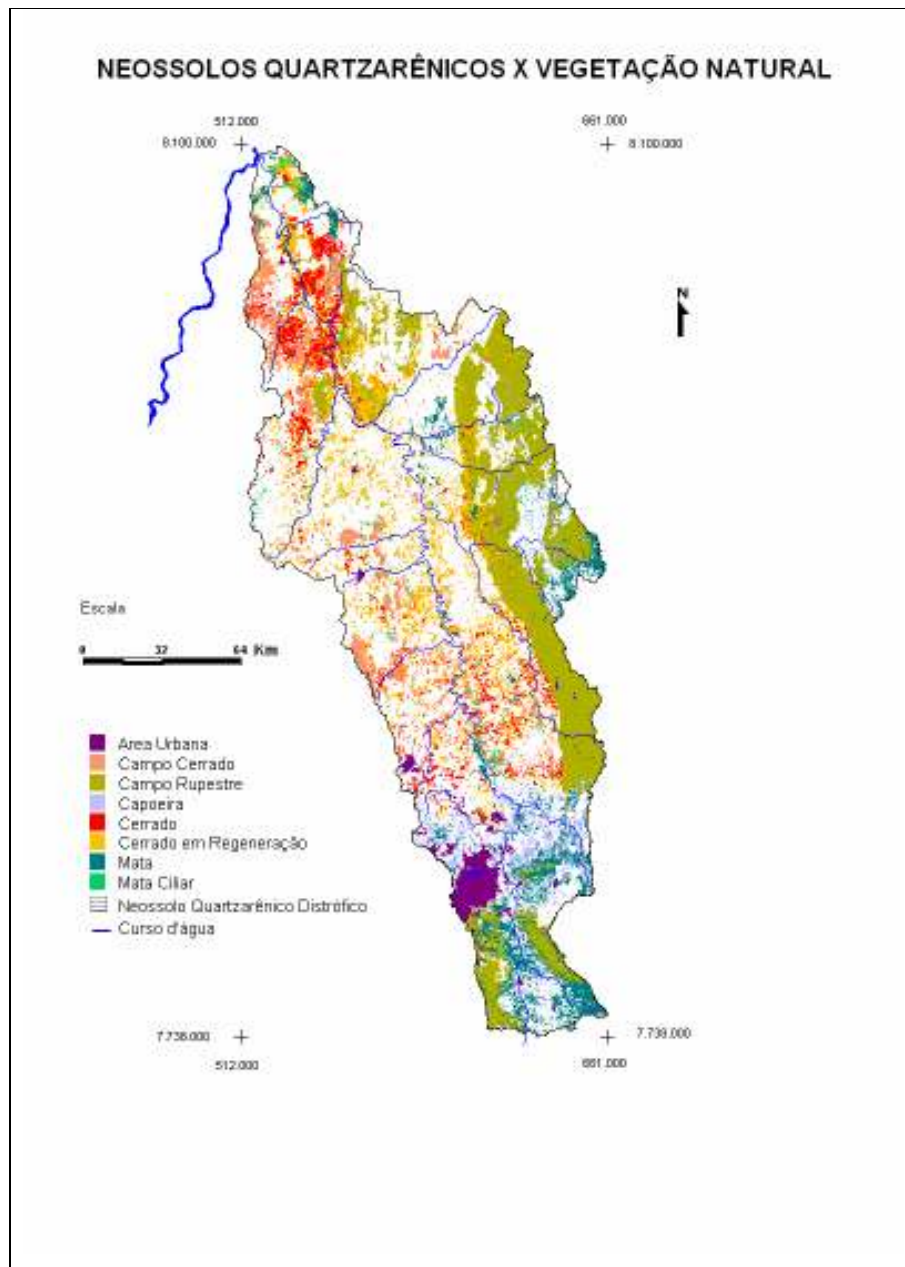 NEOSSOLOS QUARTZARÊNICOS X VEGETAÇÃO NATURAL
512.000
661.000
8.100.000
8.100.000
N
Escala
0 32 64 Km
Area Urbana
Campo Cerrado
Campo Rupestre
Capoeira
Cerrado
Cerrado em Regeneração
Mata
Mata Ciliar
Neossolo Quartzarênico Distrófico
Curso d'água
7.738.000
7.738.000
512.000
661.000